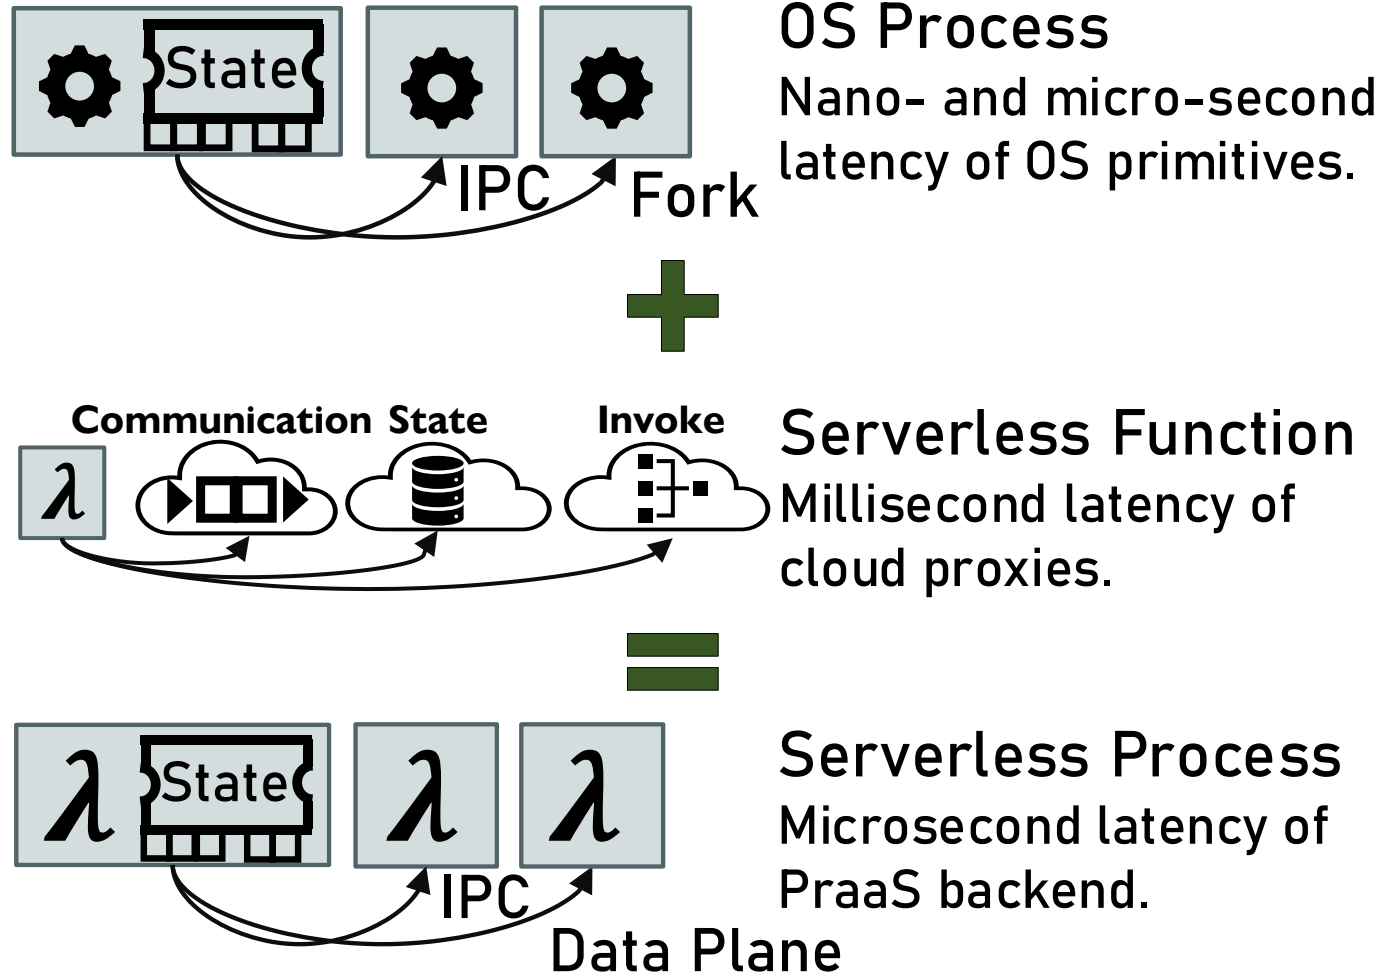 OS Process
State
Nano- and micro-second
latency of OS primitives.
IPC
Fork
Communication State Invoke
λ
Serverless Function
Millisecond latency of
cloud proxies.
Serverless Process
λ State λ λ
Microsecond latency of
PraaS backend.
IPC
Data Plane